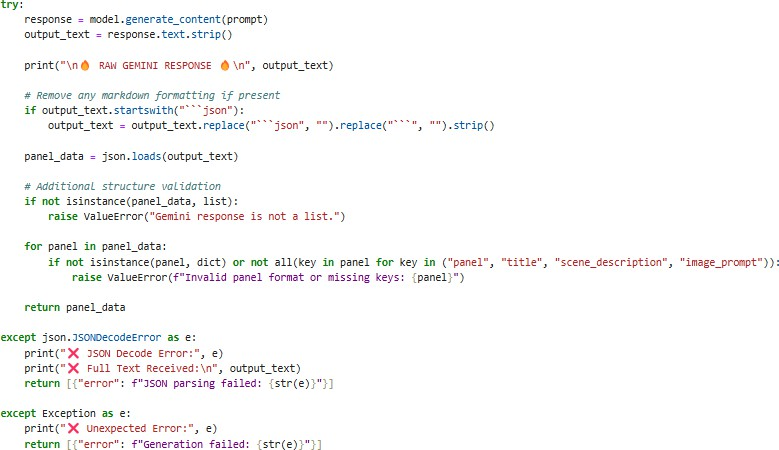 try:
    response = model.generate_content(prompt)
    output_text = response.text.strip()
    print("\n🔥 RAW GEMINI RESPONSE 🔥\n", output_text)
    # Remove any markdown formatting if present
    if output_text.startswith("```json"):
        output_text = output_text.replace("```json", "").replace("```", "").strip()
    panel_data = json.loads(output_text)
    # Additional structure validation
    if not isinstance(panel_data, list):
        raise ValueError("Gemini response is not a list.")
    for panel in panel_data:
        if not isinstance(panel, dict) or not all(key in panel for key in ("panel", "title", "scene_description", "image_prompt")):
            raise ValueError(f"Invalid panel format or missing keys: {panel}")
    return panel_data
except json.JSONDecodeError as e:
    print("❌ JSON Decode Error:", e)
    print("❌ Full Text Received:\n", output_text)
    return [{"error": f"JSON parsing failed: {str(e)}"}]
except Exception as e:
    print("❌ Unexpected Error:", e)
    return [{"error": f"Generation failed: {str(e)}"}]